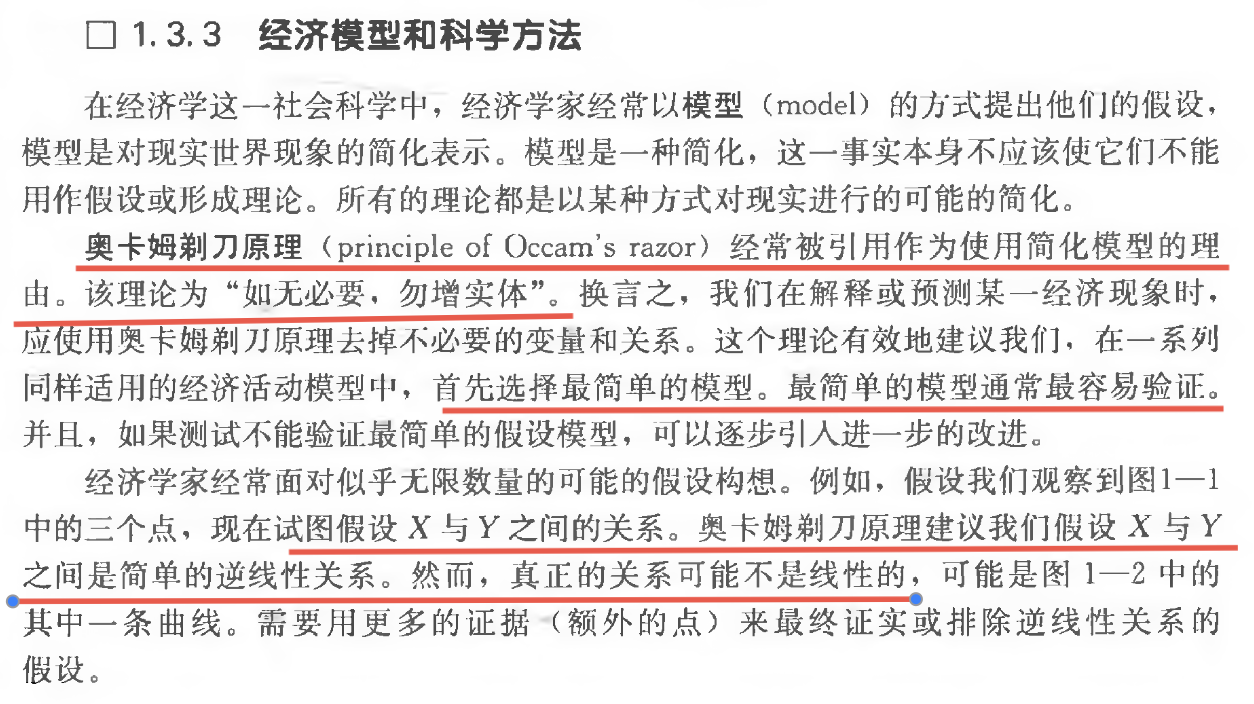 □ 1.3.3 经济模型和科学方法
在经济学这一社会科学中，经济学家经常以模型（model）的方式提出他们的假设，
模型是对现实世界现象的简化表示。模型是一种简化，这一事实本身不应该使它们不能
用作假设或形成理论。所有的理论都是以某种方式对现实进行的可能的简化。
奥卡姆剃刀原理（principle of Occam's razor）经常被引用作为使用简化模型的理
由。该理论为“如无必要，勿增实体”。换言之，我们在解释或预测某一经济现象时，
应使用奥卡姆剃刀原理去掉不必要的变量和关系。这个理论有效地建议我们，在一系列
同样适用的经济活动模型中，首先选择最简单的模型。最简单的模型通常最容易验证。
并且，如果测试不能验证最简单的假设模型，可以逐步引入进一步的改进。
经济学家经常面对似乎无限数量的可能的假设构想。例如，假设我们观察到图1—1
中的三个点，现在试图假设 X 与 Y 之间的关系。奥卡姆剃刀原理建议我们假设 X 与 Y
之间是简单的逆线性关系。然而，真正的关系可能不是线性的，可能是图 1—2 中的
其中一条曲线。需要用更多的证据（额外的点）来最终证实或排除逆线性关系的
假设。